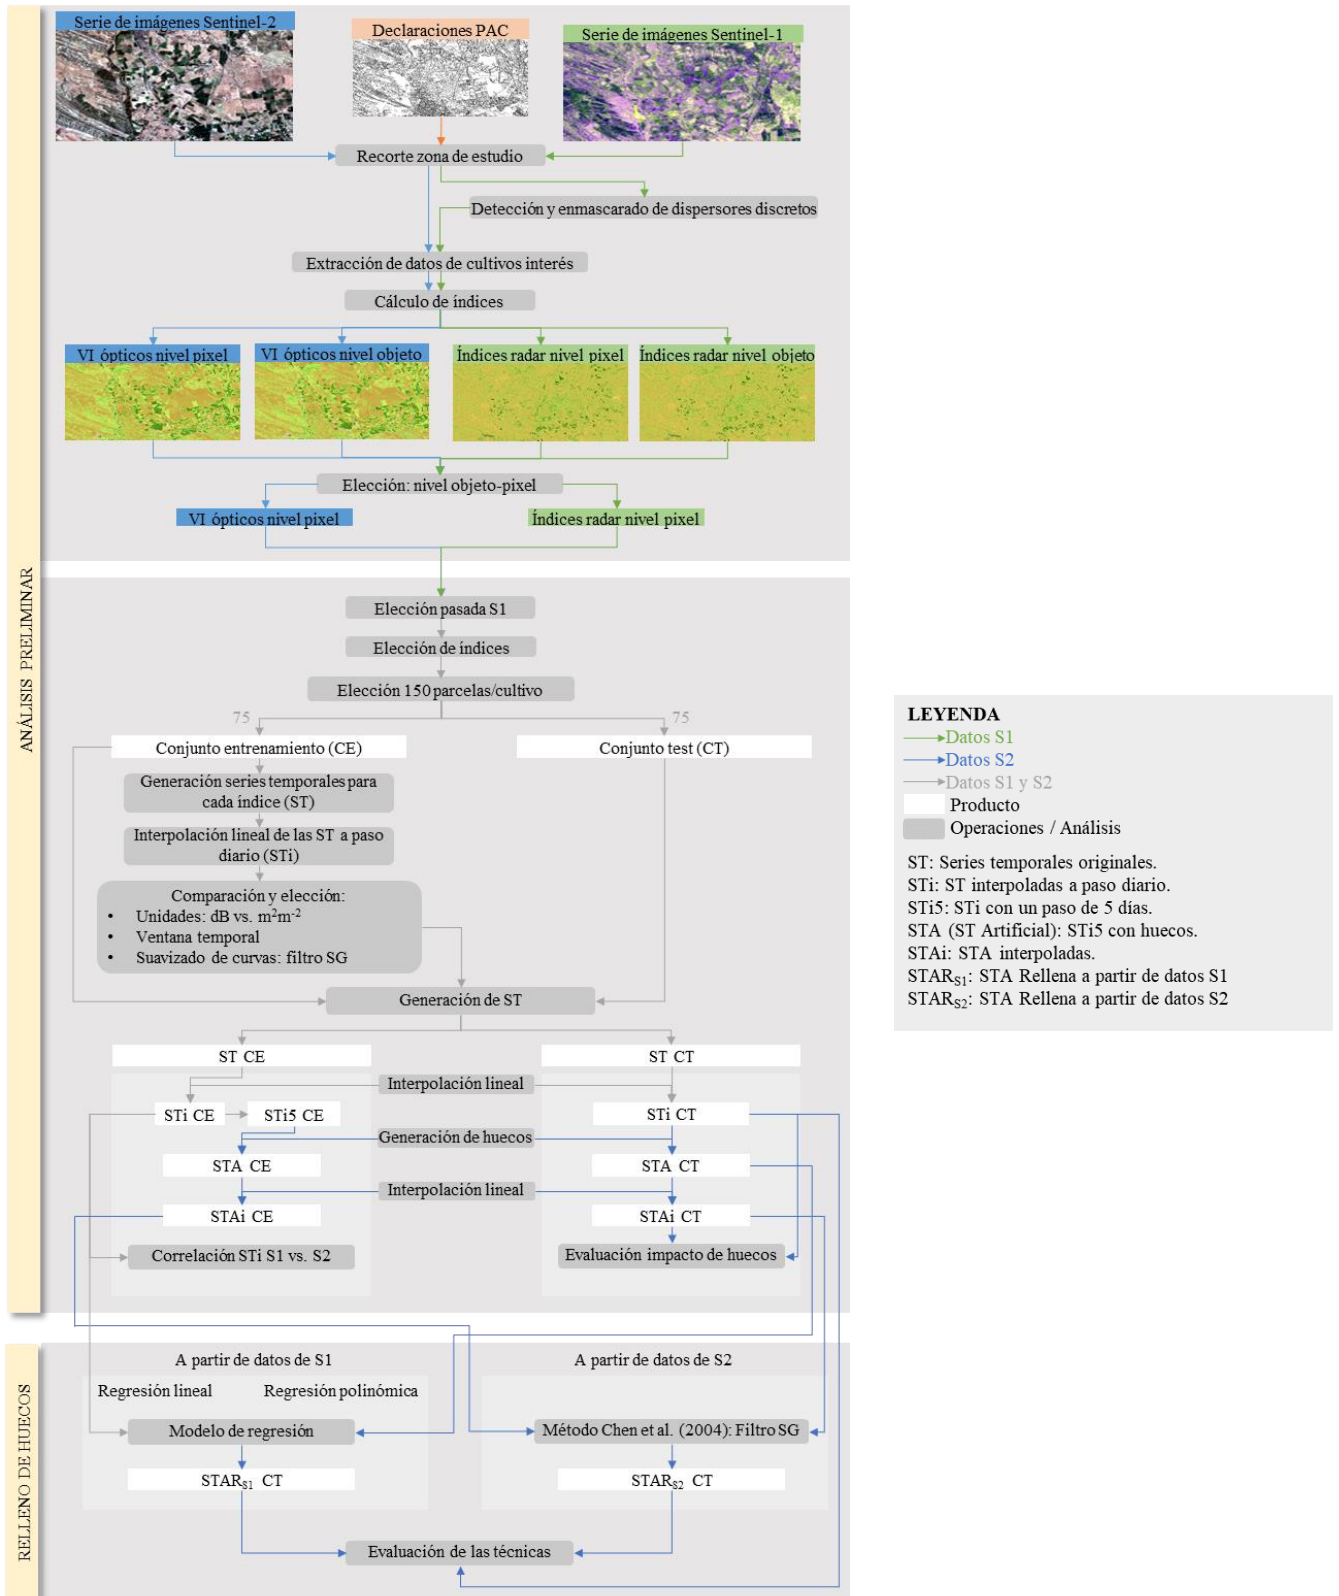 Serie de imágenes Sentinel-2
Declaraciones PAC
Serie de imágenes Sentinel-1
Recorte zona de estudio
Detección y enmascarado de dispersores discretos
Extracción de datos de cultivos interés
Cálculo de índices
VI ópticos nivel pixel
VI ópticos nivel objeto
Índices radar nivel pixel
Índices radar nivel objeto
Elección: nivel objeto-pixel
VI ópticos nivel pixel
Índices radar nivel pixel
ANÁLISIS PRELIMINAR
Elección pasada S1
Elección de índices
Elección 150 parcelas/cultivo
75
75
Conjunto entrenamiento (CE)
Conjunto test (CT)
Generación series temporales para
cada índice (ST)
Interpolación lineal de las ST a paso
diario (STi)
Comparación y elección:
• Unidades: dB vs. m²m⁻²
• Ventana temporal
• Suavizado de curvas: filtro SG
Generación de ST
ST CE
ST CT
Interpolación lineal
STi CE
STi5 CE
STi CT
Generación de huecos
STA CE
STA CT
Interpolación lineal
STAi CE
STAi CT
Correlación STi S1 vs. S2
Evaluación impacto de huecos
RELLENO DE HUECOS
A partir de datos de S1
A partir de datos de S2
Regresión lineal
Regresión polinómica
Modelo de regresión
Método Chen et al. (2004): Filtro SG
STAR_S1 CT
STAR_S2 CT
Evaluación de las técnicas
LEYENDA
Datos S1
Datos S2
Datos S1 y S2
Producto
Operaciones / Análisis
ST: Series temporales originales.
STi: ST interpoladas a paso diario.
STi5: STi con un paso de 5 días.
STA (ST Artificial): STi5 con huecos.
STAi: STA interpoladas.
STAR_S1: STA Rellena a partir de datos S1
STAR_S2: STA Rellena a partir de datos S2